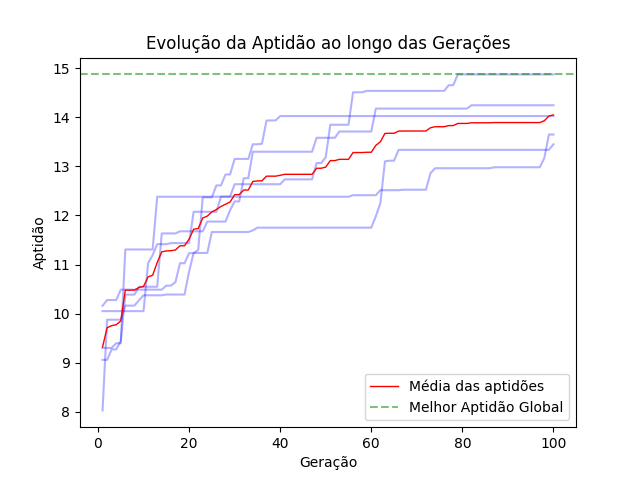 Evolução da Aptidão ao longo das Gerações
15
14
13
12
11
10
9
8
Aptidão
0 20 40 60 80 100
Geração
Média das aptidões
Melhor Aptidão Global